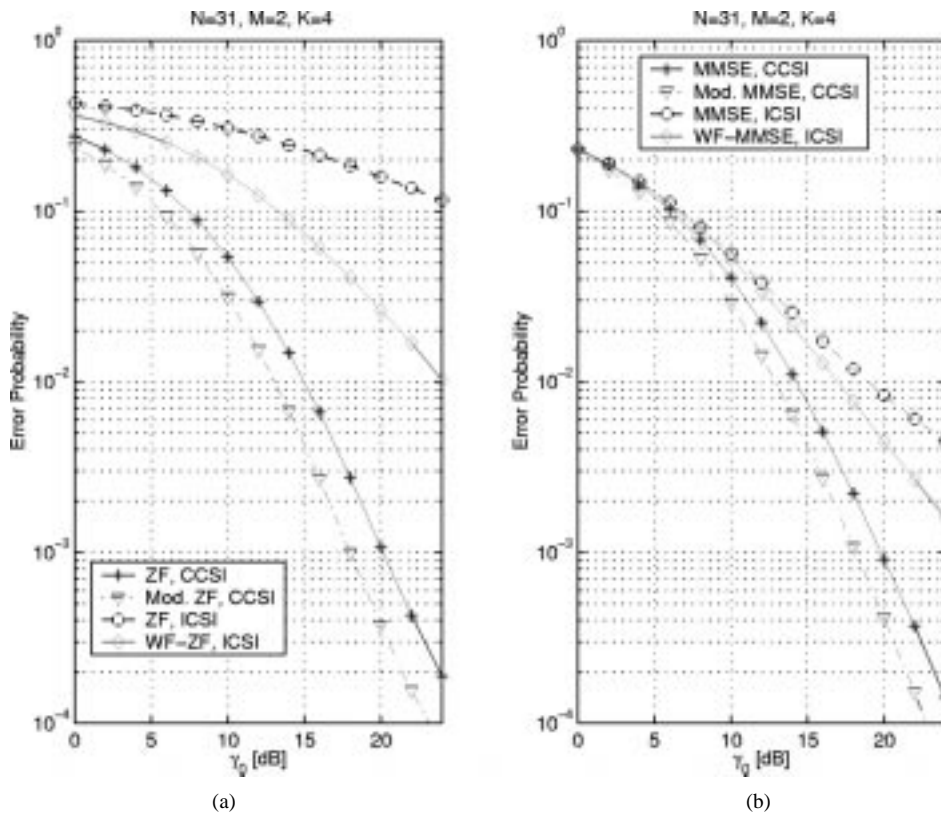 N=31, M=2, K=4
10^0
10^-1
10^-2
10^-3
10^-4
Error Probability
ZF, CCSI
Mod. ZF, CCSI
ZF, ICSI
WF-ZF, ICSI
0 5 10 15 20
γ0 [dB]
(a)
N=31, M=2, K=4
10^0
10^-1
10^-2
10^-3
10^-4
Error Probability
MMSE, CCSI
Mod. MMSE, CCSI
MMSE, ICSI
WF-MMSE, ICSI
0 5 10 15 20
γ0 [dB]
(b)